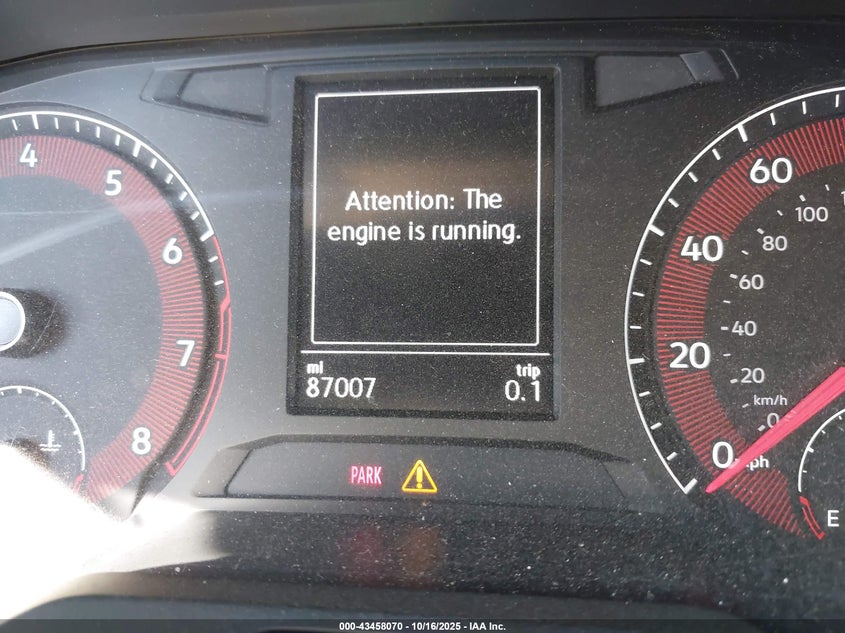 4
5
6
7
8
Attention: The
engine is running.
mi
87007
trip
0.1
PARK
60
40
20
0
mph
100
80
60
40
20
km/h
0
E
000-43458070 - 10/16/2025 - IAA Inc.